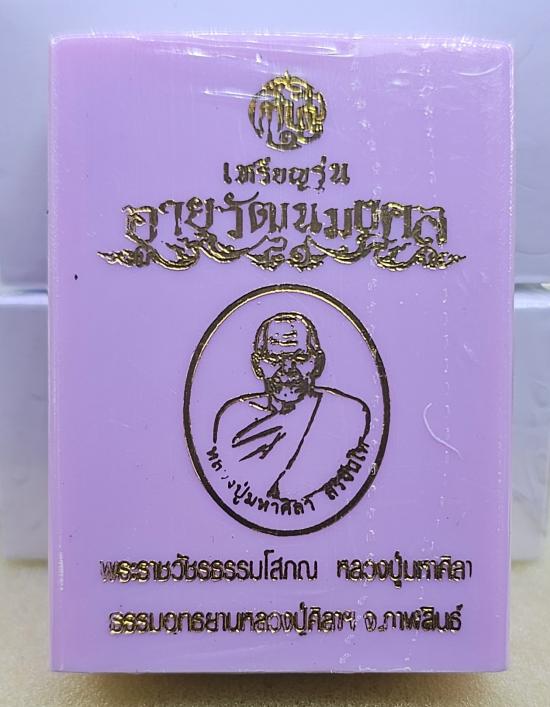 เหรียญรุ่น
อายุวัฒนมงคล
หลวงปู่มหาศิลา สิริจันโท
พระราชวัชรธรรมโสภณ หลวงปู่มหาศิลา
ธรรมอุทธยานหลวงปู่ศิลาฯ จ.กาฬสินธุ์